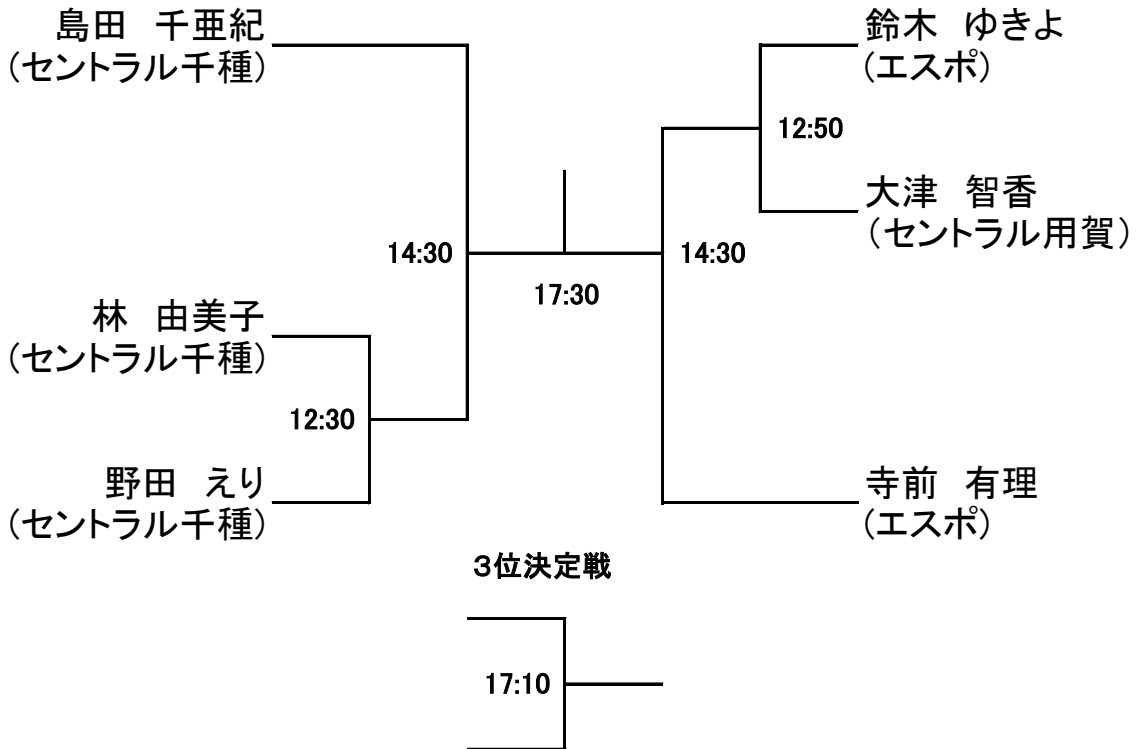 島田　千亜紀
(セントラル千種)
14:30
林　由美子
(セントラル千種)
12:30
野田　えり
(セントラル千種)
17:30
鈴木　ゆきよ
(エスポ)
12:50
大津　智香
(セントラル用賀)
14:30
寺前　有理
(エスポ)
３位決定戦
17:10